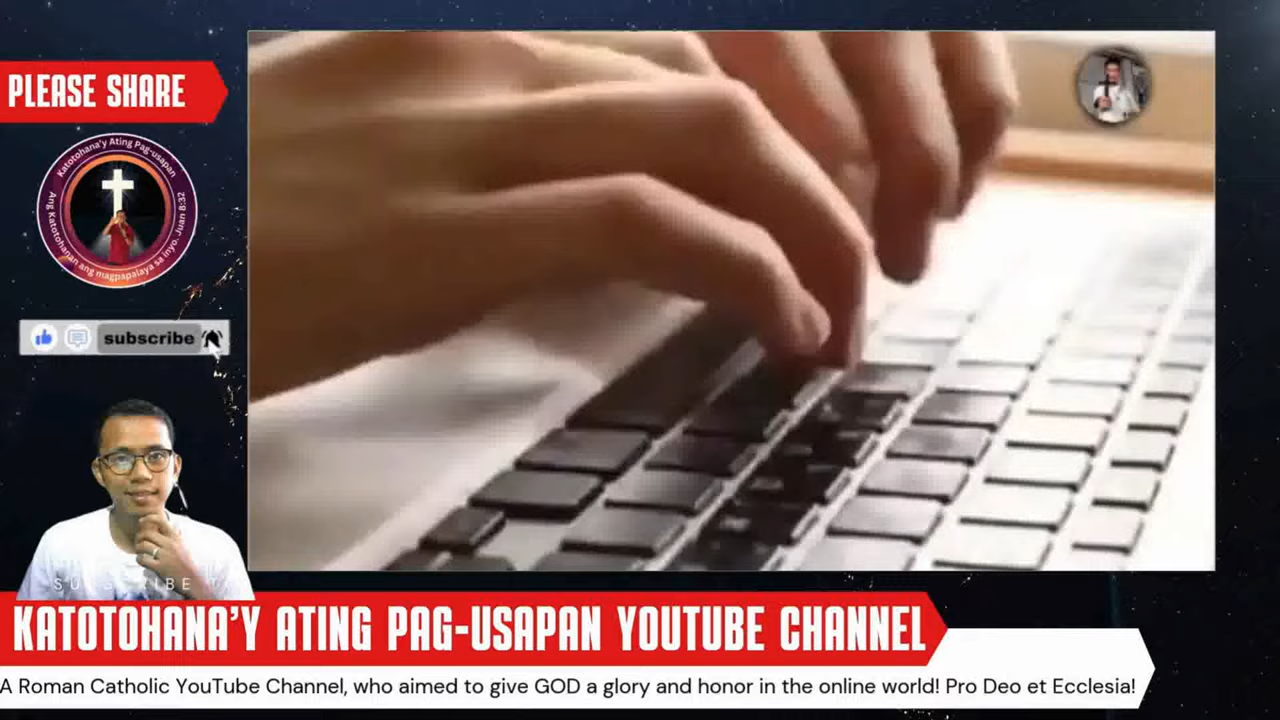 PLEASE SHARE
Katotohana'y Ating Pag-usapan
Ang Katotohanan ang magpapalaya sa inyo. Juan 8:32
subscribe
SUBSCRIBE
KATOTOHANA'Y ATING PAG-USAPAN YOUTUBE CHANNEL
A Roman Catholic YouTube Channel, who aimed to give GOD a glory and honor in the online world! Pro Deo et Ecclesia!